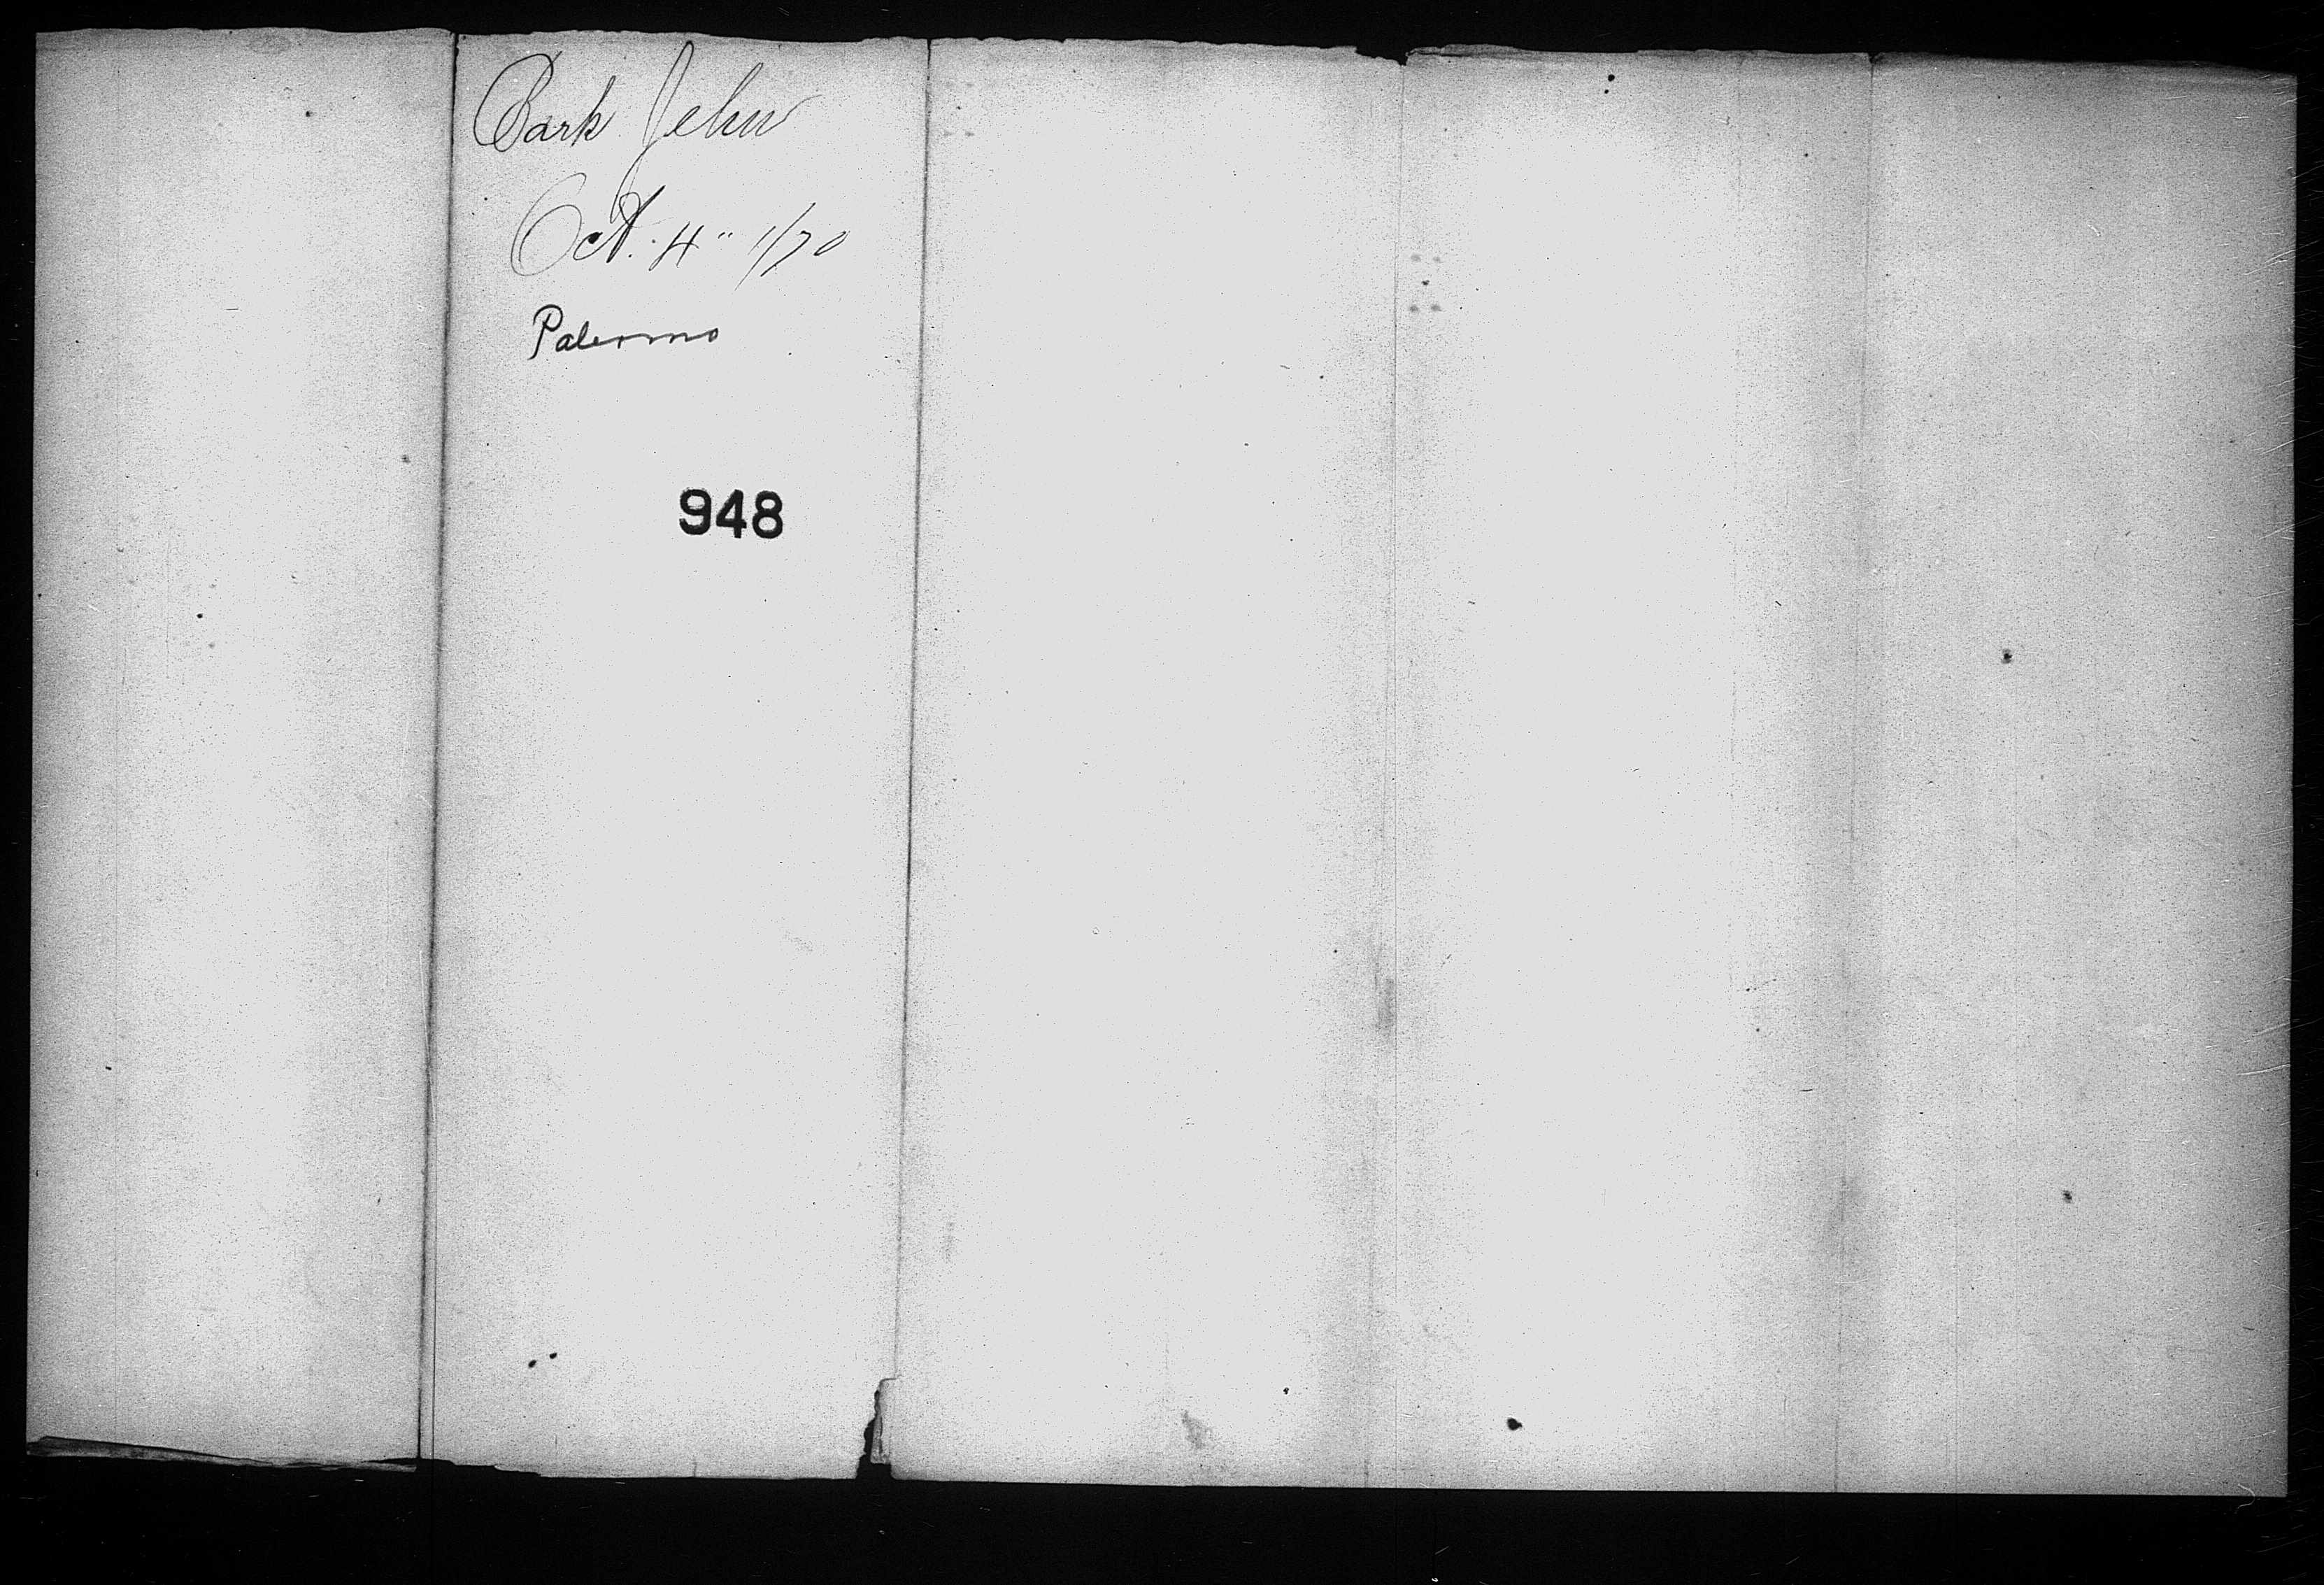 Bark Jehu
Oct. 4" 1/70
Palermo
948